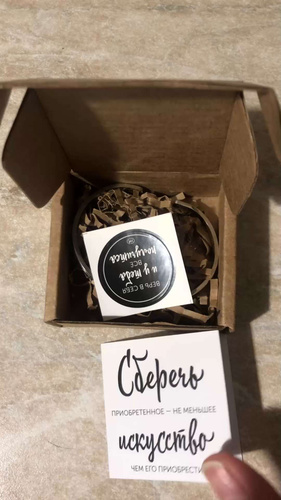 ВЕРЬ В СЕБЯ
и у тебя
ВСЕ
получится
Сберечь
ПРИОБРЕТЕННОЕ — НЕ МЕНЬШЕЕ
искусство
ЧЕМ ЕГО ПРИОБРЕСТИ